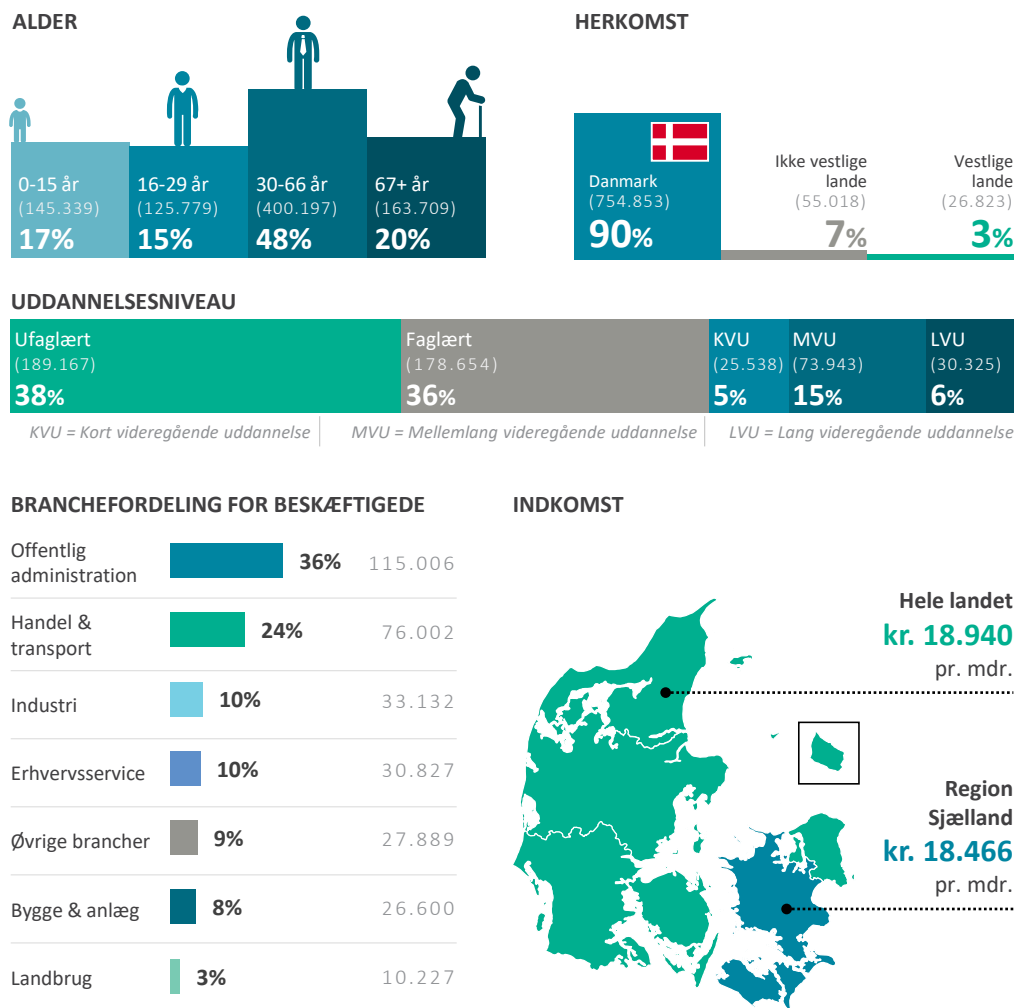 ALDER
0-15 år
(145.339)
17%
16-29 år
(125.779)
15%
30-66 år
(400.197)
48%
67+ år
(163.709)
20%
HERKOMST
Danmark
(754.853)
90%
Ikke vestlige
lande
(55.018)
7%
Vestlige
lande
(26.823)
3%
UDDANNELSESNIVEAU
Ufaglært
(189.167)
38%
Faglært
(178.654)
36%
KVU
(25.538)
5%
MVU
(73.943)
15%
LVU
(30.325)
6%
KVU = Kort videregående uddannelse
MVU = Mellemlang videregående uddannelse
LVU = Lang videregående uddannelse
BRANCHEFORDELING FOR BESKÆFTIGEDE
Offentlig
administration
36% 115.006
Handel &
transport
24% 76.002
Industri 10% 33.132
Erhvervsservice 10% 30.827
Øvrige brancher 9% 27.889
Bygge & anlæg 8% 26.600
Landbrug 3% 10.227
INDKOMST
Hele landet
kr. 18.940
pr. mdr.
Region
Sjælland
kr. 18.466
pr. mdr.